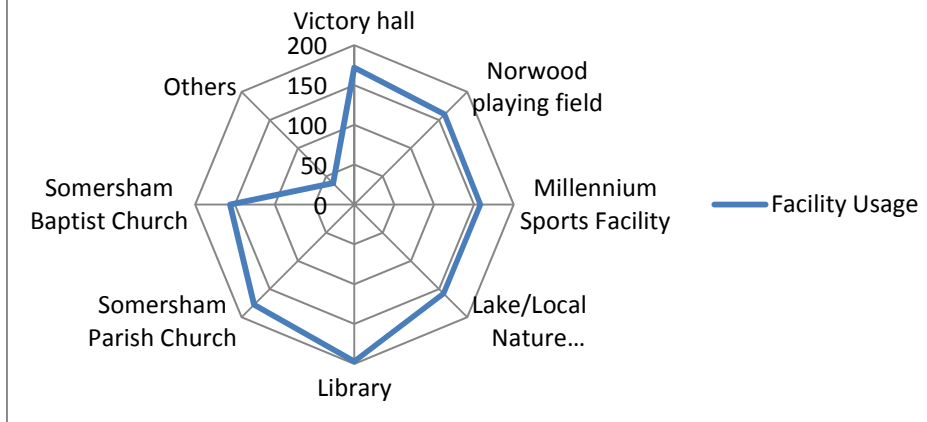 Victory hall
200
150
100
50
0
Norwood
playing field
Millennium
Sports Facility
Lake/Local
Nature...
Library
Somersham
Parish Church
Somersham
Baptist Church
Others
Facility Usage